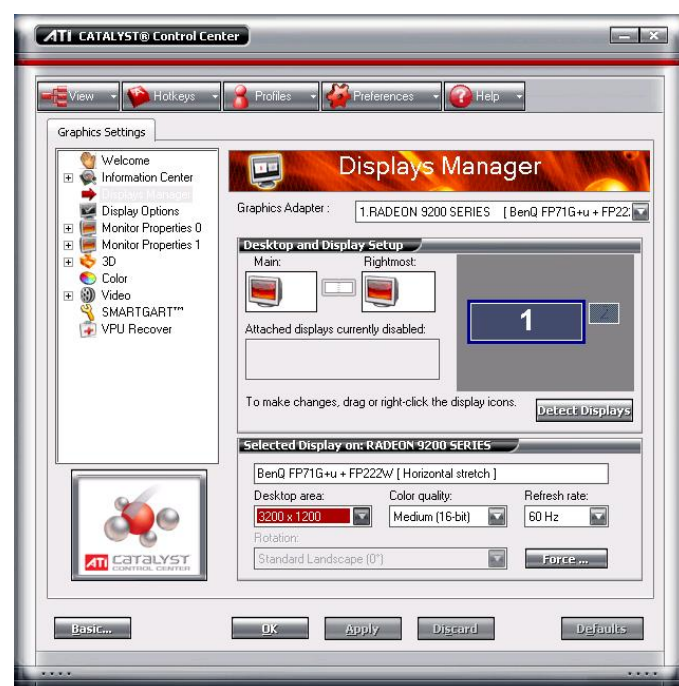 ATI CATALYST® Control Center
View Hotkeys Profiles Preferences Help
Graphics Settings
Welcome
Information Center
Displays Manager
Display Options
Monitor Properties 0
Monitor Properties 1
3D
Color
Video
SMARTGART™
VPU Recover
ATI CATALYST
CONTROL CENTER
Displays Manager
Graphics Adapter : 1.RADEON 9200 SERIES [ BenQ FP71G+u + FP22
Desktop and Display Setup
Main: Rightmost:
1 2
Attached displays currently disabled:
To make changes, drag or right-click the display icons.
Detect Displays
Selected Display on: RADEON 9200 SERIES
BenQ FP71G+u + FP222W [ Horizontal stretch ]
Desktop area: Color quality: Refresh rate:
3200 x 1200 Medium (16-bit) 60 Hz
Rotation:
Standard Landscape (0°) Force ...
Basic... OK Apply Discard Defaults